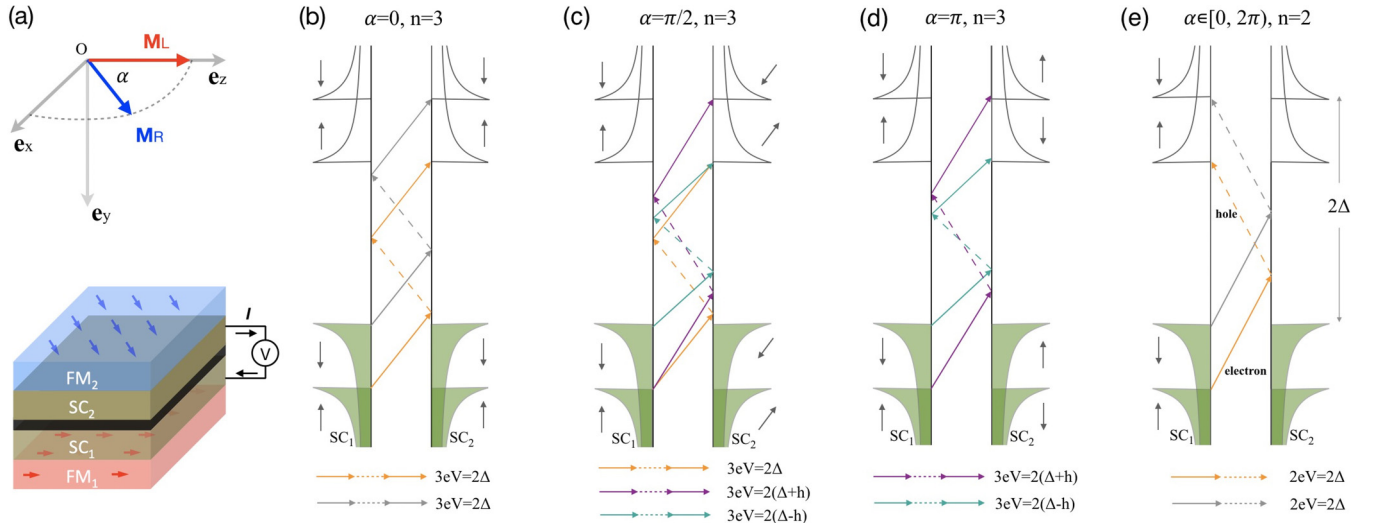 (a)
O
M_L
α
e_z
M_R
e_x
e_y
I
V
FM₂
SC₂
SC₁
FM₁
(b)
α=0, n=3
SC₁
SC₂
3eV=2Δ
3eV=2Δ
(c)
α=π/2, n=3
SC₁
SC₂
3eV=2Δ
3eV=2(Δ+h)
3eV=2(Δ-h)
(d)
α=π, n=3
SC₁
SC₂
3eV=2(Δ+h)
3eV=2(Δ-h)
(e)
α∈[0, 2π), n=2
hole
2Δ
electron
SC₁
SC₂
2eV=2Δ
2eV=2Δ